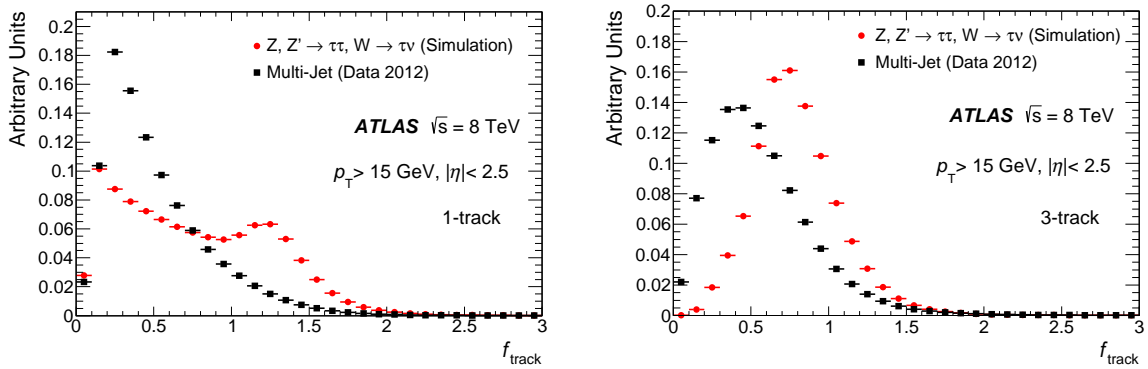 Arbitrary Units
0.2
0.18
0.16
0.14
0.12
0.1
0.08
0.06
0.04
0.02
0
Z, Z' → ττ, W → τν (Simulation)
Multi-Jet (Data 2012)
ATLAS √s = 8 TeV
p_T > 15 GeV, |η| < 2.5
1-track
0 0.5 1 1.5 2 2.5 3
f_track
Arbitrary Units
0.2
0.18
0.16
0.14
0.12
0.1
0.08
0.06
0.04
0.02
0
Z, Z' → ττ, W → τν (Simulation)
Multi-Jet (Data 2012)
ATLAS √s = 8 TeV
p_T > 15 GeV, |η| < 2.5
3-track
0 0.5 1 1.5 2 2.5 3
f_track